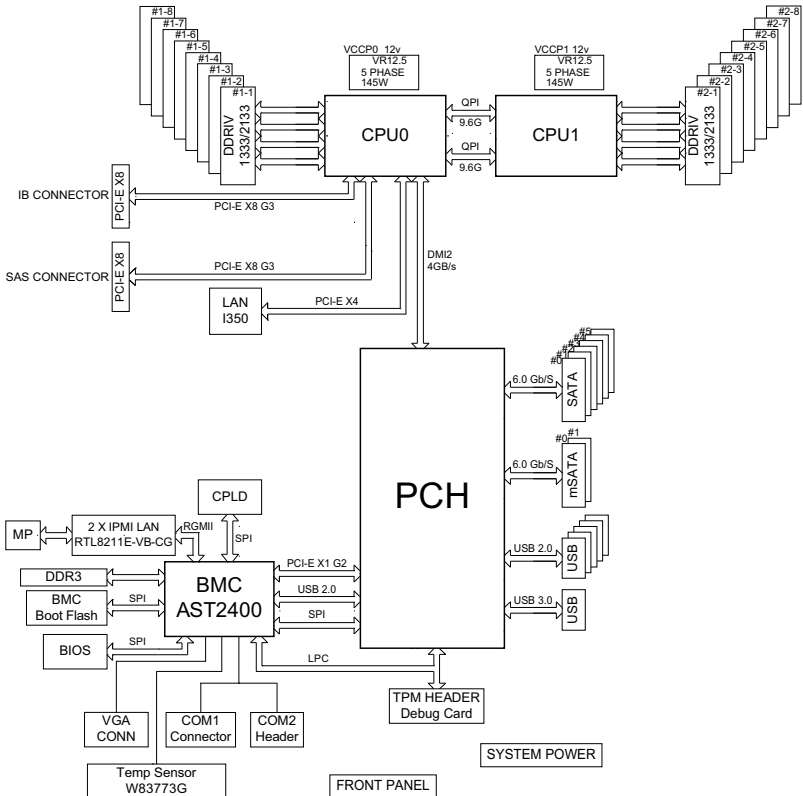 #1-8
#1-7
#1-6
#1-5
#1-4
#1-3
#1-2
#1-1
DDRIV
1333/2133
VCCP0 12v
VR12.5
5 PHASE
145W
CPU0
QPI
9.6G
QPI
9.6G
VCCP1 12v
VR12.5
5 PHASE
145W
CPU1
#2-8
#2-7
#2-6
#2-5
#2-4
#2-3
#2-2
#2-1
DDRIV
1333/2133
IB CONNECTOR
PCI-E X8
PCI-E X8 G3
SAS CONNECTOR
PCI-E X8
PCI-E X8 G3
LAN
I350
PCI-E X4
DMI2
4GB/s
PCH
6.0 Gb/S
#5
#4
#3
#2
#1
#0
SATA
6.0 Gb/S
#1
#0
mSATA
USB 2.0
USB
USB 3.0
USB
CPLD
SPI
MP
2 X IPMI LAN
RTL8211E-VB-CG
RGMII
DDR3
BMC
Boot Flash
SPI
BIOS
SPI
BMC
AST2400
PCI-E X1 G2
USB 2.0
SPI
LPC
TPM HEADER
Debug Card
VGA
CONN
COM1
Connector
COM2
Header
Temp Sensor
W83773G
FRONT PANEL
SYSTEM POWER